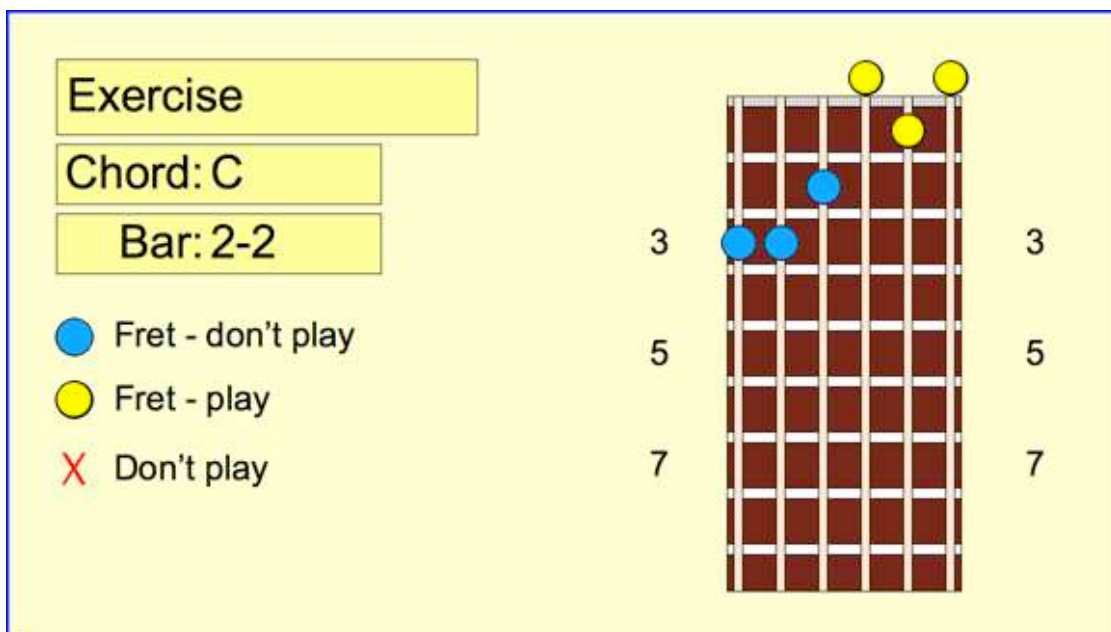 Exercise
Chord: C
Bar: 2-2
Fret - don't play
Fret - play
X Don't play
3 3
5 5
7 7